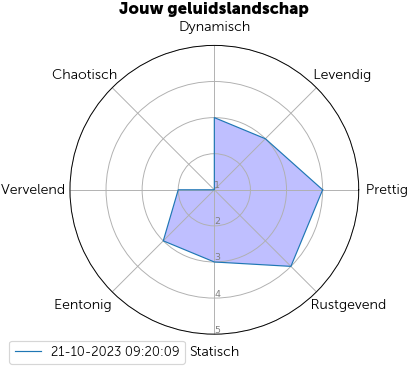 Jouw geluidslandschap
Dynamisch
Chaotisch
Levendig
Vervelend
Prettig
1
2
3
4
5
Eentonig
Rustgevend
21-10-2023 09:20:09
Statisch